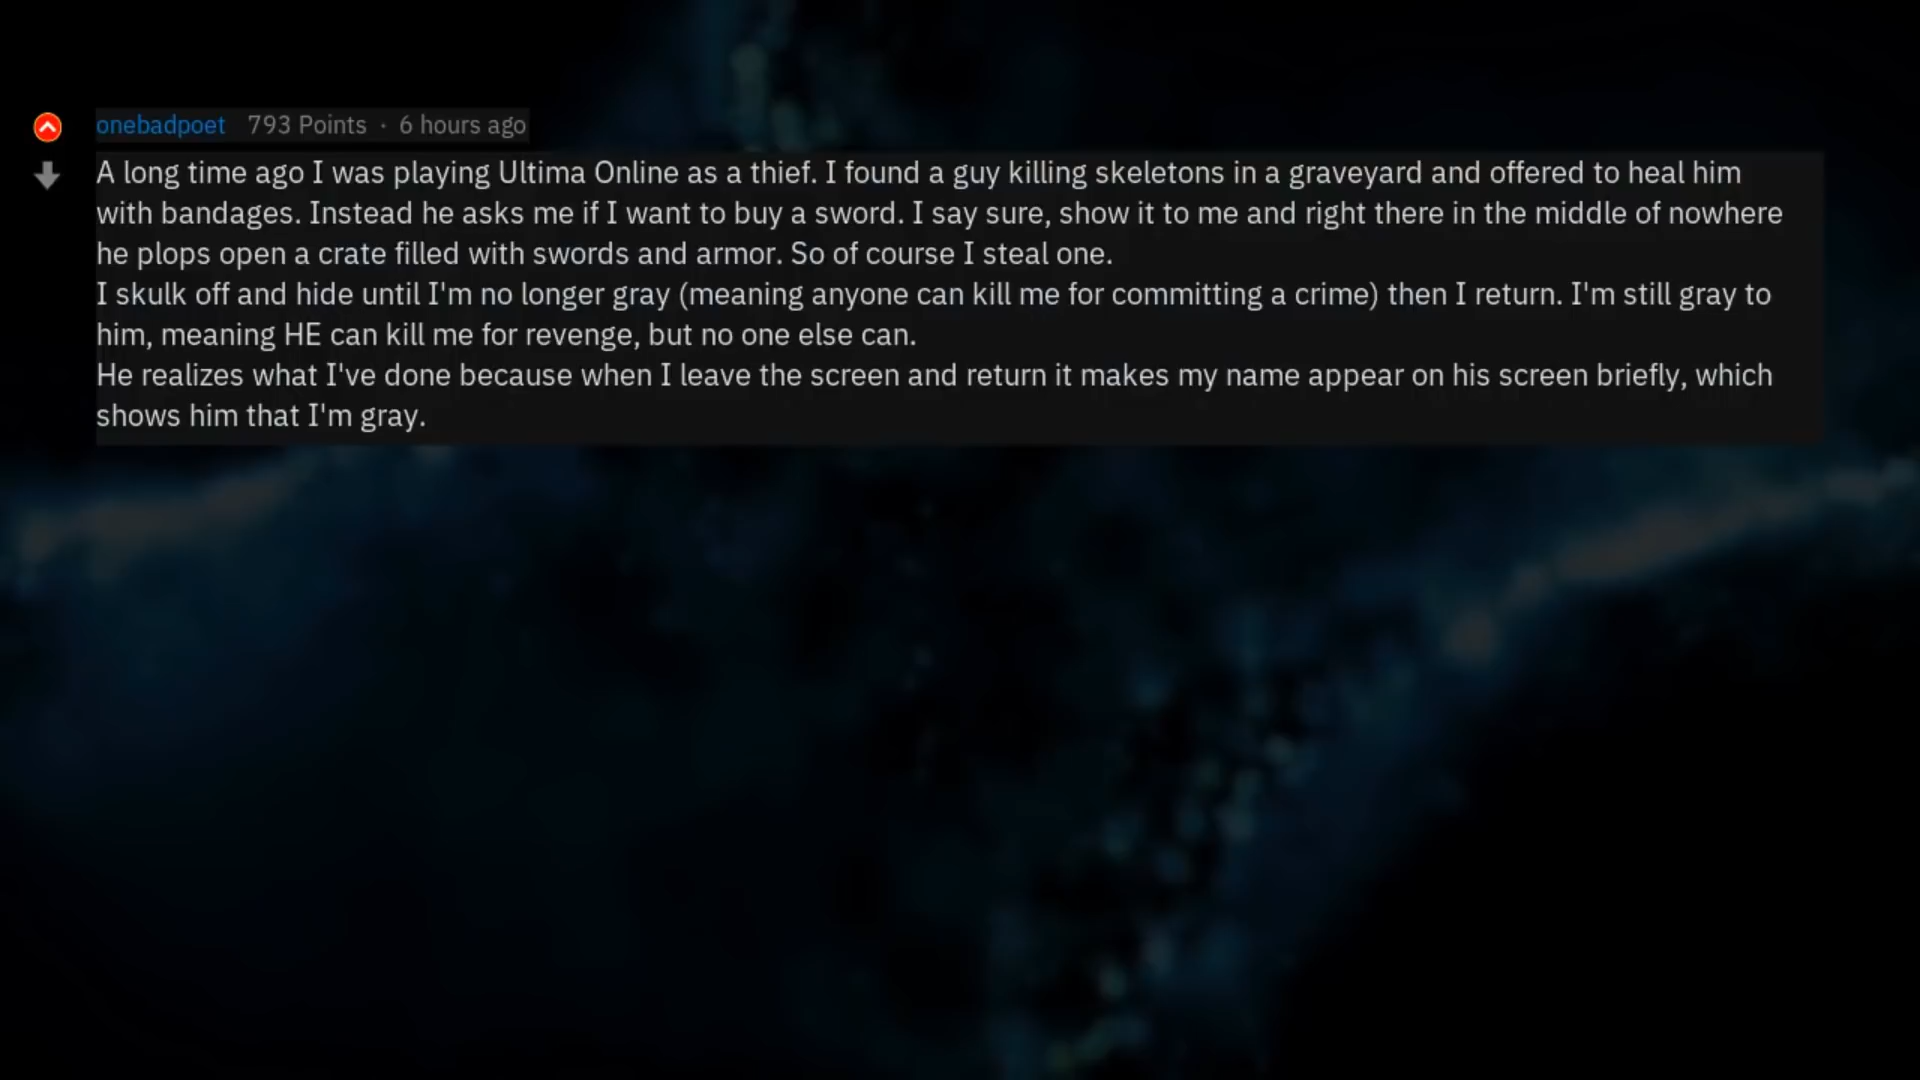 onebadpoet 793 Points · 6 hours ago
A long time ago I was playing Ultima Online as a thief. I found a guy killing skeletons in a graveyard and offered to heal him
with bandages. Instead he asks me if I want to buy a sword. I say sure, show it to me and right there in the middle of nowhere
he plops open a crate filled with swords and armor. So of course I steal one.
I skulk off and hide until I'm no longer gray (meaning anyone can kill me for committing a crime) then I return. I'm still gray to
him, meaning HE can kill me for revenge, but no one else can.
He realizes what I've done because when I leave the screen and return it makes my name appear on his screen briefly, which
shows him that I'm gray.